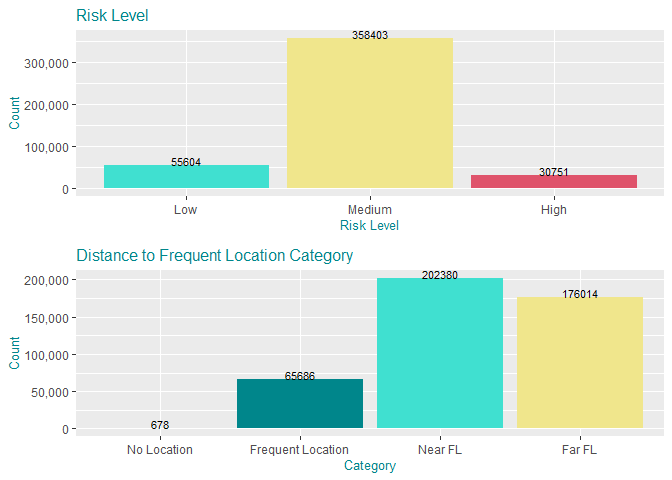 Risk Level
Count
300,000
200,000
100,000
0
55604
358403
30751
Low Medium High
Risk Level
Distance to Frequent Location Category
Count
200,000
150,000
100,000
50,000
0
678
65686
202380
176014
No Location Frequent Location Near FL Far FL
Category